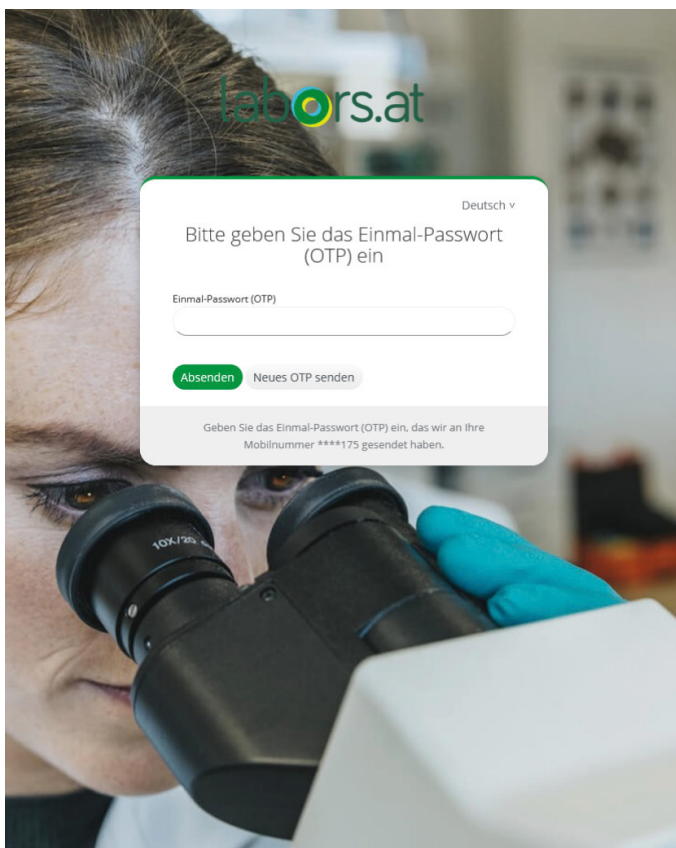 labors.at
Deutsch ˅
Bitte geben Sie das Einmal-Passwort
(OTP) ein
Einmal-Passwort (OTP)
Absenden Neues OTP senden
Geben Sie das Einmal-Passwort (OTP) ein, das wir an Ihre
Mobilnummer ****175 gesendet haben.
10X/20